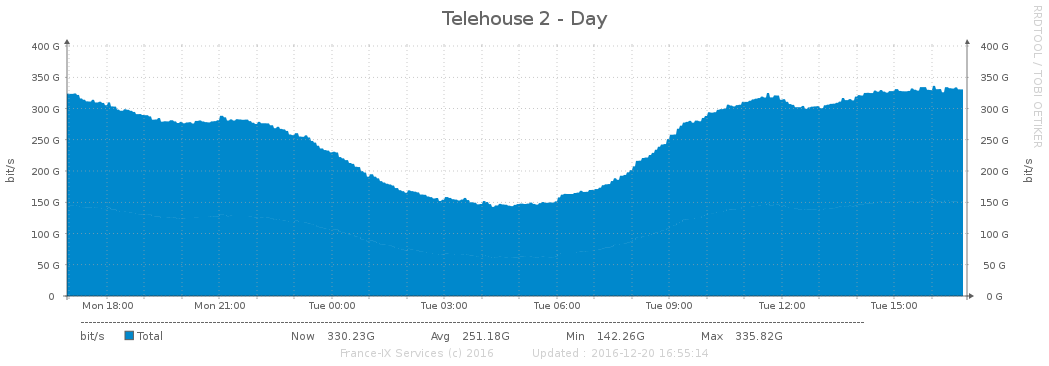 Telehouse 2 - Day
RRDTOOL / TOBI OETIKER
400 G 400 G
350 G 350 G
300 G 300 G
250 G 250 G
200 G 200 G
150 G 150 G
100 G 100 G
50 G 50 G
0 0 G
bit/s bit/s
Mon 18:00 Mon 21:00 Tue 00:00 Tue 03:00 Tue 06:00 Tue 09:00 Tue 12:00 Tue 15:00
bit/s Total Now 330.23G Avg 251.18G Min 142.26G Max 335.82G
France-IX Services (c) 2016 Updated : 2016-12-20 16:55:14